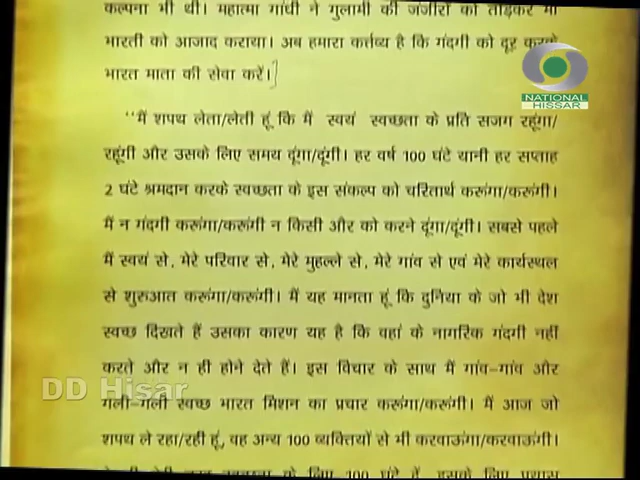 कल्पना भी थी। महात्मा गांधी ने गुलामी की जंजीरों को तोड़कर मां
भारती को आजाद कराया। अब हमारा कर्त्तव्य है कि गंदगी को दूर करके
भारत माता की सेवा करें।
NATIONAL
HISSAR
"मैं शपथ लेता/लेती हूं कि मैं स्वयं स्वच्छता के प्रति सजग रहूंगा/
रहूंगी और उसके लिए समय दूंगा/दूंगी। हर वर्ष 100 घंटे यानी हर सप्ताह
2 घंटे श्रमदान करके स्वच्छता के इस संकल्प को चरितार्थ करूंगा/करूंगी।
मैं न गंदगी करूंगा/करूंगी न किसी और को करने दूंगा/दूंगी। सबसे पहले
मैं स्वयं से, मेरे परिवार से, मेरे मुहल्ले से, मेरे गांव से एवं मेरे कार्यस्थल
से शुरुआत करूंगा/करूंगी। मैं यह मानता हूं कि दुनिया के जो भी देश
स्वच्छ दिखते हैं उसका कारण यह है कि वहां के नागरिक गंदगी नहीं
करते और न ही होने देते हैं। इस विचार के साथ मैं गांव-गांव और
गली-गली स्वच्छ भारत मिशन का प्रचार करूंगा/करूंगी। मैं आज जो
DD Hisar
शपथ ले रहा/रही हूं, वह अन्य 100 व्यक्तियों से भी करवाऊंगा/करवाऊंगी।
के लिए 100 घंटे दें, इसके लिए प्रयास